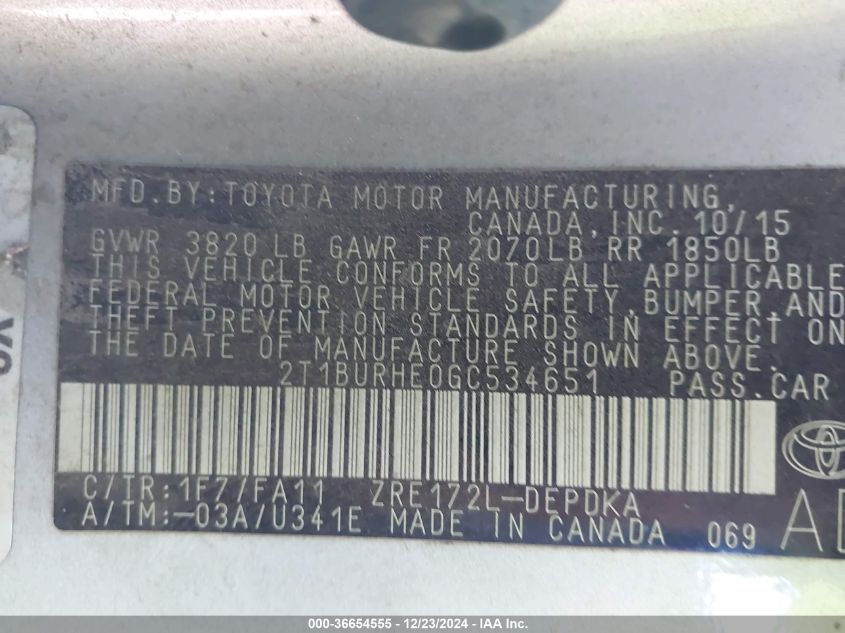 MFD.BY:TOYOTA MOTOR MANUFACTURING,
CANADA,INC. 10/15
GVWR 3820 LB GAWR FR 2070LB RR 1850LB
THIS VEHICLE CONFORMS TO ALL APPLICABLE
FEDERAL MOTOR VEHICLE SAFETY,BUMPER,AND
THEFT PREVENTION STANDARDS IN EFFECT ON
THE DATE OF MANUFACTURE SHOWN ABOVE.
2T1BURHE0GC534651 PASS.CAR
C/TR:1F7/FA11 ZRE172L-DEPDKA
A/TM:-03A/U341E MADE IN CANADA 069
000-36654555 - 12/23/2024 - IAA Inc.